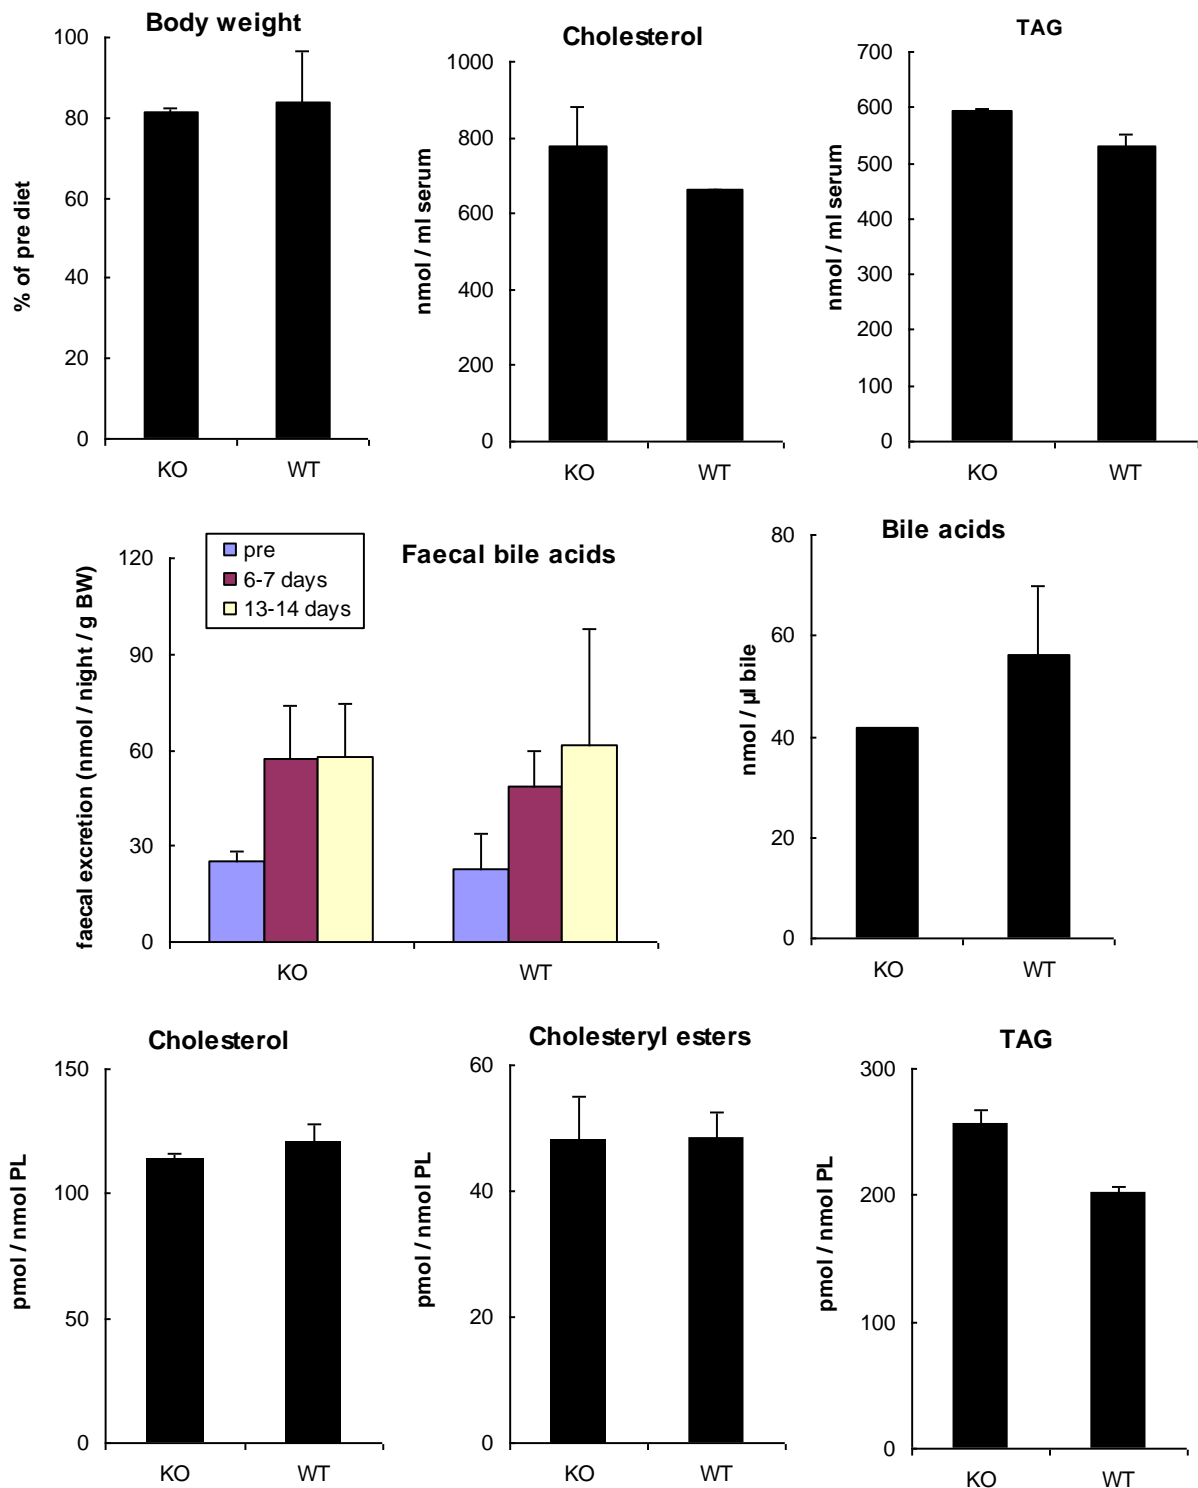 Body weight
% of pre diet
100
80
60
40
20
0
KO
WT
Cholesterol
nmol / ml serum
1000
800
600
400
200
0
KO
WT
TAG
nmol / ml serum
700
600
500
400
300
200
100
0
KO
WT
Faecal bile acids
pre
6-7 days
13-14 days
faecal excretion (nmol / night / g BW)
120
90
60
30
0
KO
WT
Bile acids
nmol / µl bile
80
60
40
20
0
KO
WT
Cholesterol
pmol / nmol PL
150
100
50
0
KO
WT
Cholesteryl esters
pmol / nmol PL
60
40
20
0
KO
WT
TAG
pmol / nmol PL
300
200
100
0
KO
WT